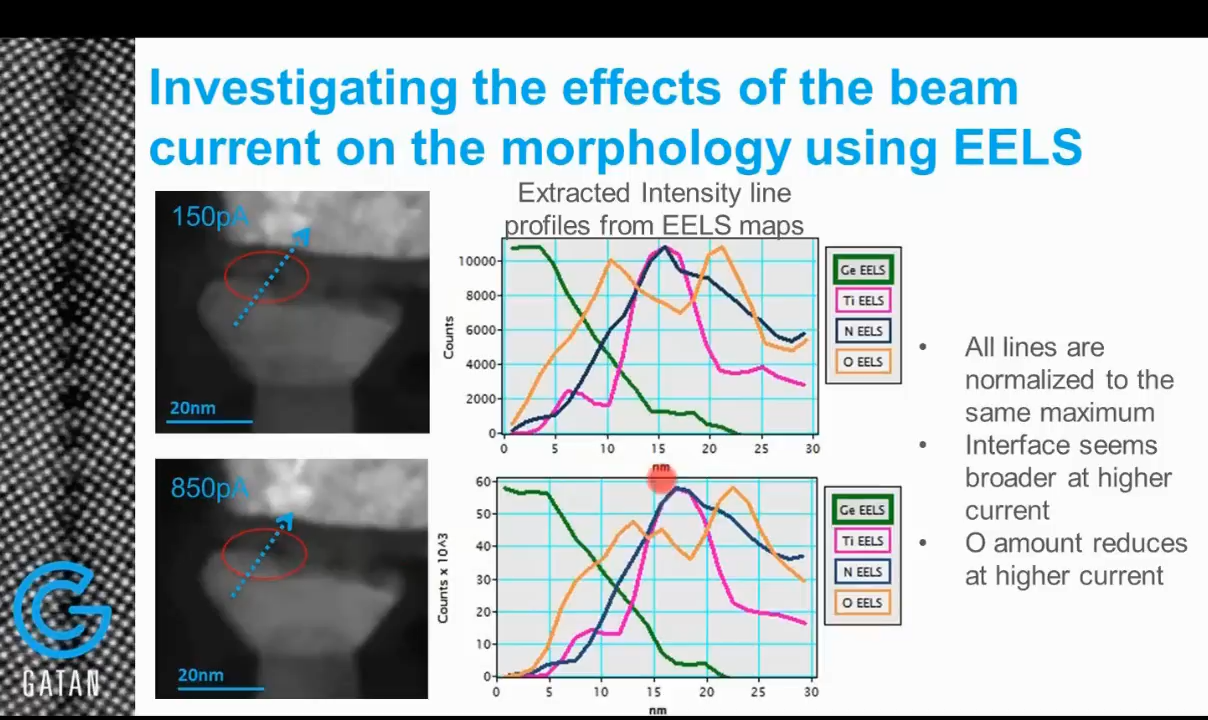 Investigating the effects of the beam
current on the morphology using EELS
Extracted Intensity line
profiles from EELS maps
150pA
20nm
10000
8000
6000
4000
2000
0
Counts
0 5 10 15 20 25 30
nm
Ge EELS
Ti EELS
N EELS
O EELS
850pA
20nm
60
50
40
30
20
10
0
Counts x 10^3
0 5 10 15 20 25 30
nm
Ge EELS
Ti EELS
N EELS
O EELS
• All lines are
normalized to the
same maximum
• Interface seems
broader at higher
current
• O amount reduces
at higher current
GATAN